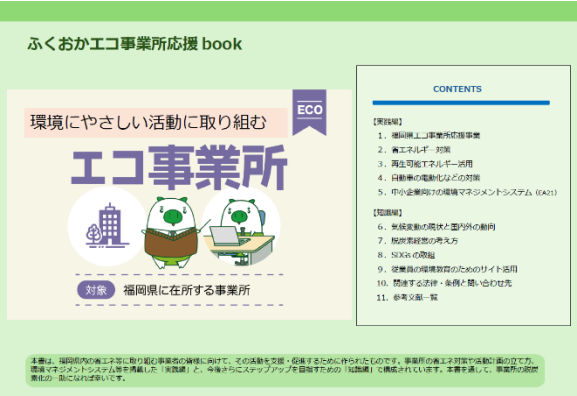 ふくおかエコ事業所応援 book
環境にやさしい活動に取り組む
ECO
エコ事業所
対象 福岡県に在所する事業所
CONTENTS
【実践編】
1. 福岡県エコ事業所応援事業
2. 省エネルギー対策
3. 再生可能エネルギー活用
4. 自動車の電動化などの対策
5. 中小企業向けの環境マネジメントシステム（EA21）
【知識編】
6. 気候変動の現状と国内外の動向
7. 脱炭素経営の考え方
8. SDGs の取組
9. 従業員の環境教育のためのサイト活用
10. 関連する法律・条例と問い合わせ先
11. 参考文献一覧
本書は、福岡県内の省エネ等に取り組む事業者の皆様に向けて、その活動を支援・促進するために作られたものです。事業所の省エネ対策や活動計画の立て方、
環境マネジメントシステム等を掲載した「実践編」と、今後さらにステップアップを目指すための「知識編」で構成されています。本書を通して、事業所の脱炭
素化の一助になれば幸いです。